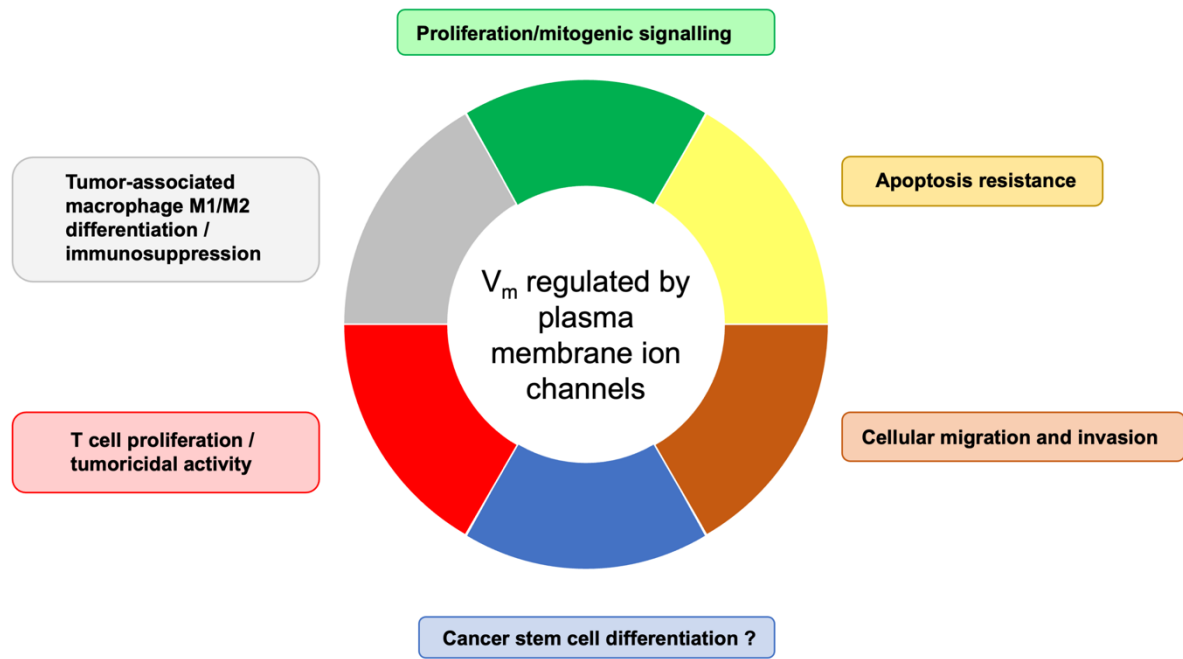 Proliferation/mitogenic signalling
Tumor-associated
macrophage M1/M2
differentiation /
immunosuppression
Apoptosis resistance
Vm regulated by
plasma
membrane ion
channels
T cell proliferation /
tumoricidal activity
Cellular migration and invasion
Cancer stem cell differentiation ?